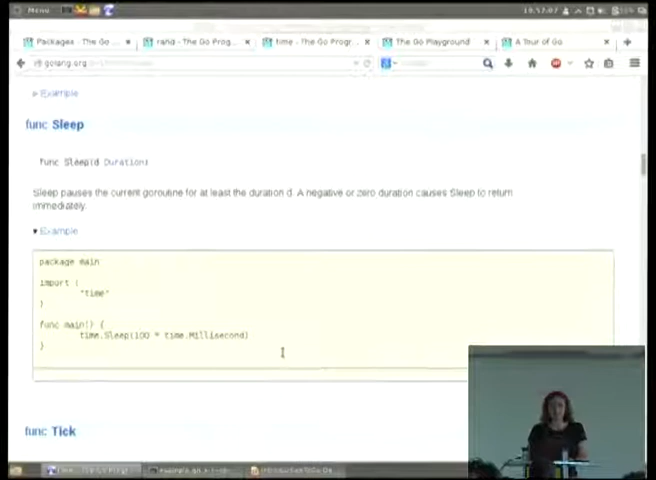 Menu
Packages - The Go ...
rand - The Go Prog...
time - The Go Progr...
The Go Playground
A Tour of Go
golang.org
Example
func Sleep
func Sleep(d Duration)
Sleep pauses the current goroutine for at least the duration d. A negative or zero duration causes Sleep to return
immediately.
Example
package main
import (
"time"
)
func main() {
time.Sleep(100 * time.Millisecond)
}
func Tick